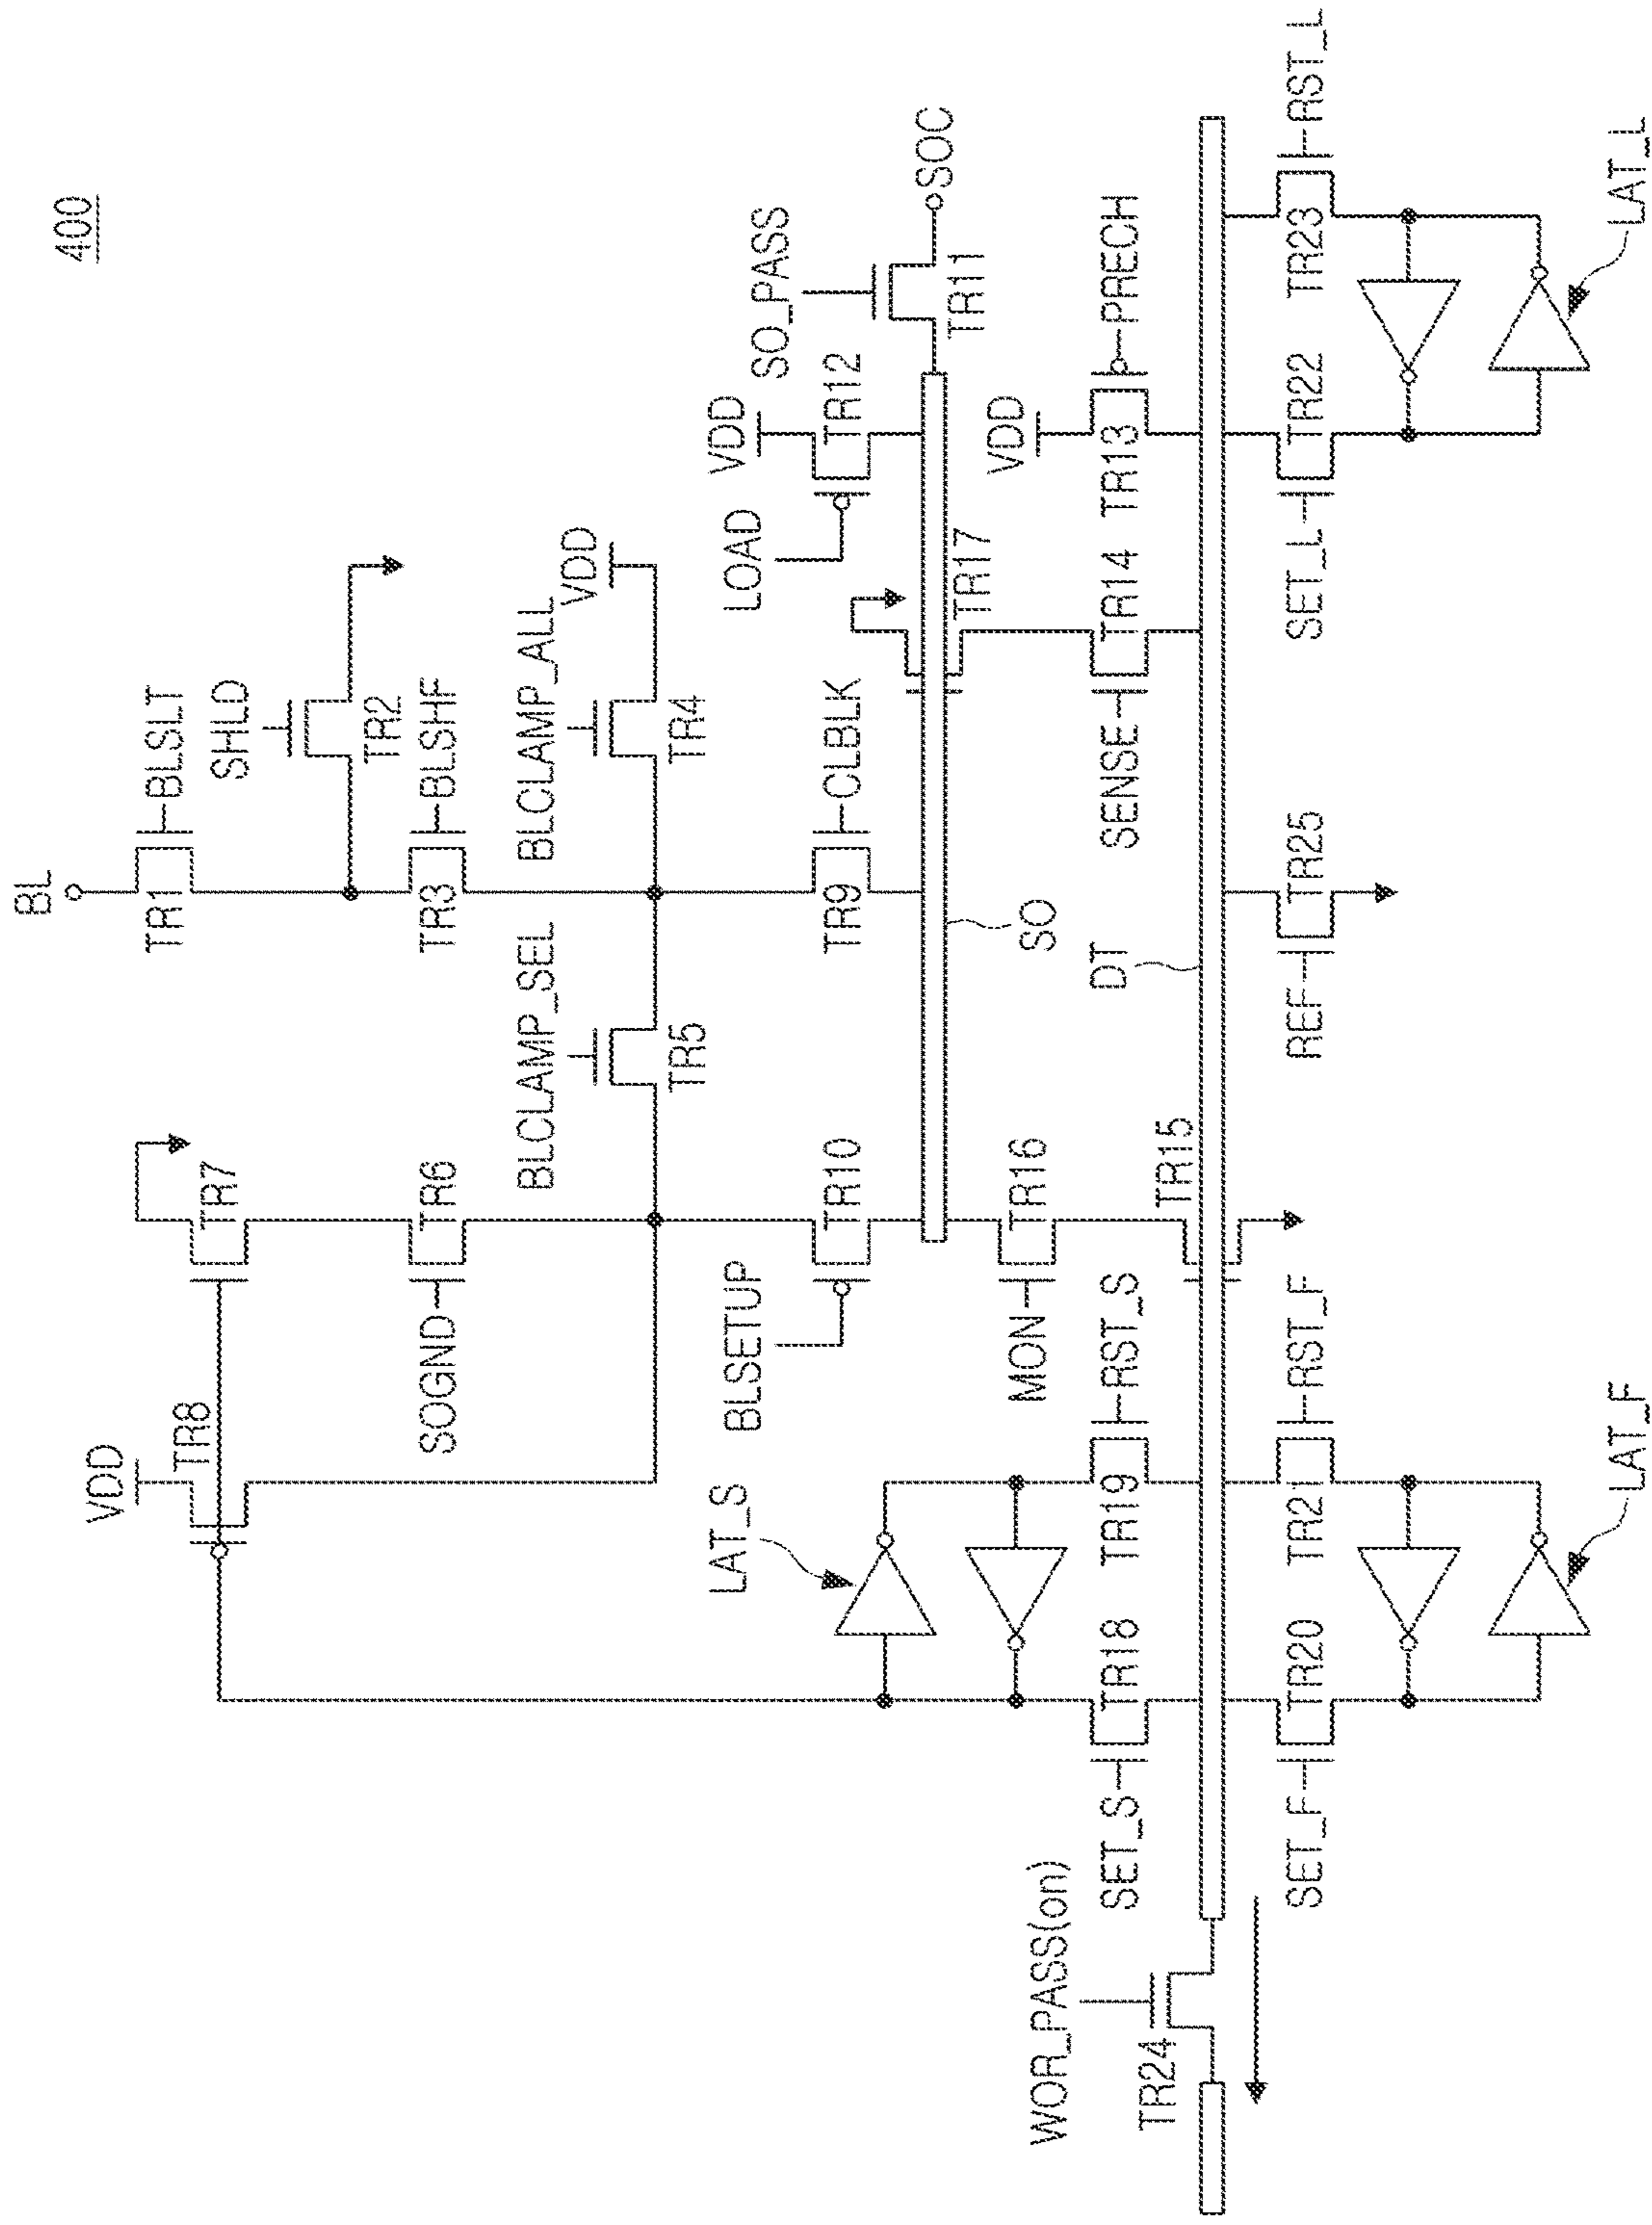 400
BL
BLSLT
TR1
SHLD
TR2
BLSHF
TR3
VDD
TR8
TR7
SOGND
TR6
BLCLAMP_SEL
TR5
BLCLAMP_ALL
VDD
TR4
BLSETUP
TR10
CLBLK
TR9
LOAD
VDD
TR12
SO_PASS
TR11
SOC
LAT_S
MON
TR16
SO
TR17
VDD
TR13
PRECH
SENSE
TR14
SET_S
TR18
TR19
RST_S
TR15
DT
WOR_PASS(on)
TR24
SET_F
TR20
TR21
RST_F
REF
TR25
SET_L
TR22
TR23
RST_L
LAT_F
LAT_L